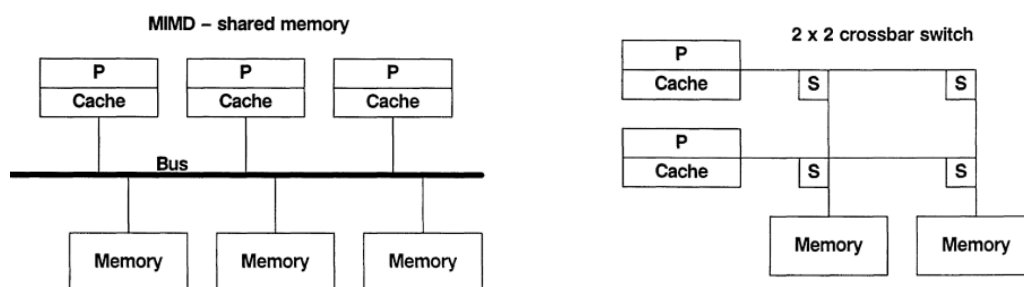 MIMD – shared memory
P P P
Cache Cache Cache
Bus
Memory Memory Memory
2 x 2 crossbar switch
P
Cache S S
P
Cache S S
Memory Memory